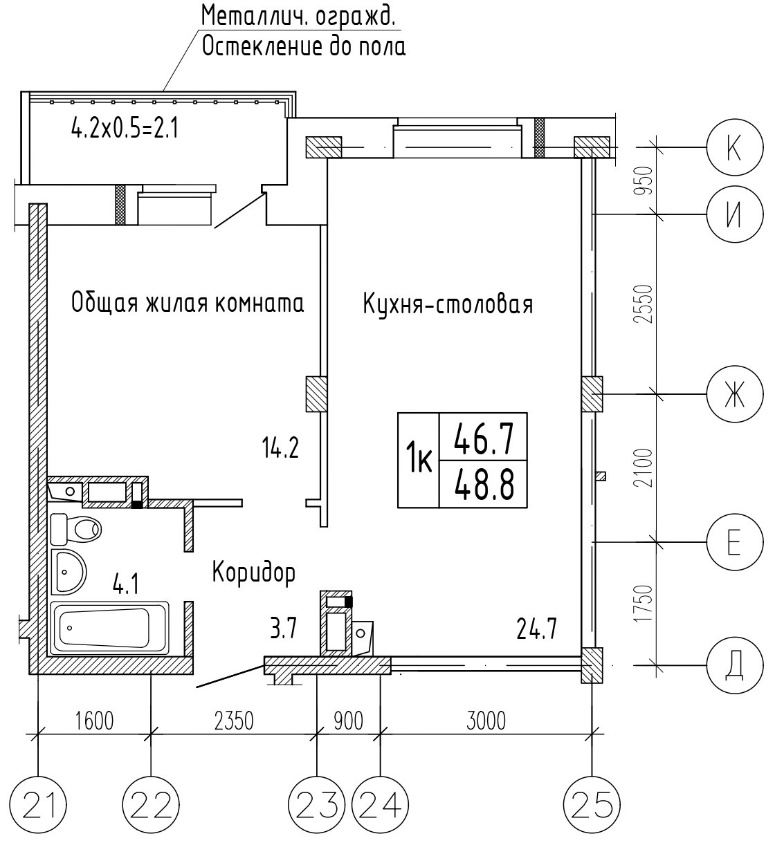 Металлич. огражд.
Остекление до пола
4.2х0.5=2.1
К
950
И
Общая жилая комната
Кухня-столовая
2550
Ж
14.2
1к
46.7
48.8
2100
Е
4.1
Коридор
1750
3.7
24.7
Д
1600
2350
900
3000
21
22
23
24
25